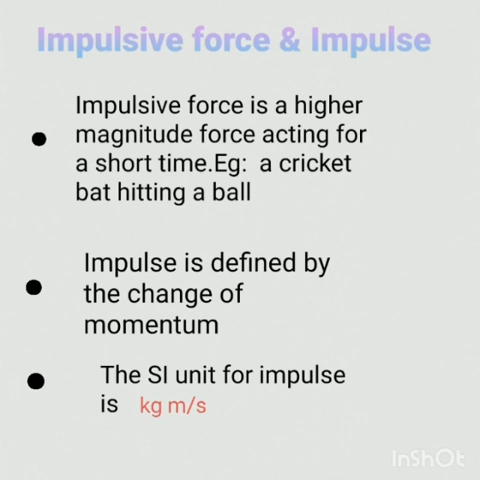 Impulsive force & Impulse
Impulsive force is a higher
magnitude force acting for
a short time.Eg: a cricket
bat hitting a ball
Impulse is defined by
the change of
momentum
The SI unit for impulse
is kg m/s
InShOt